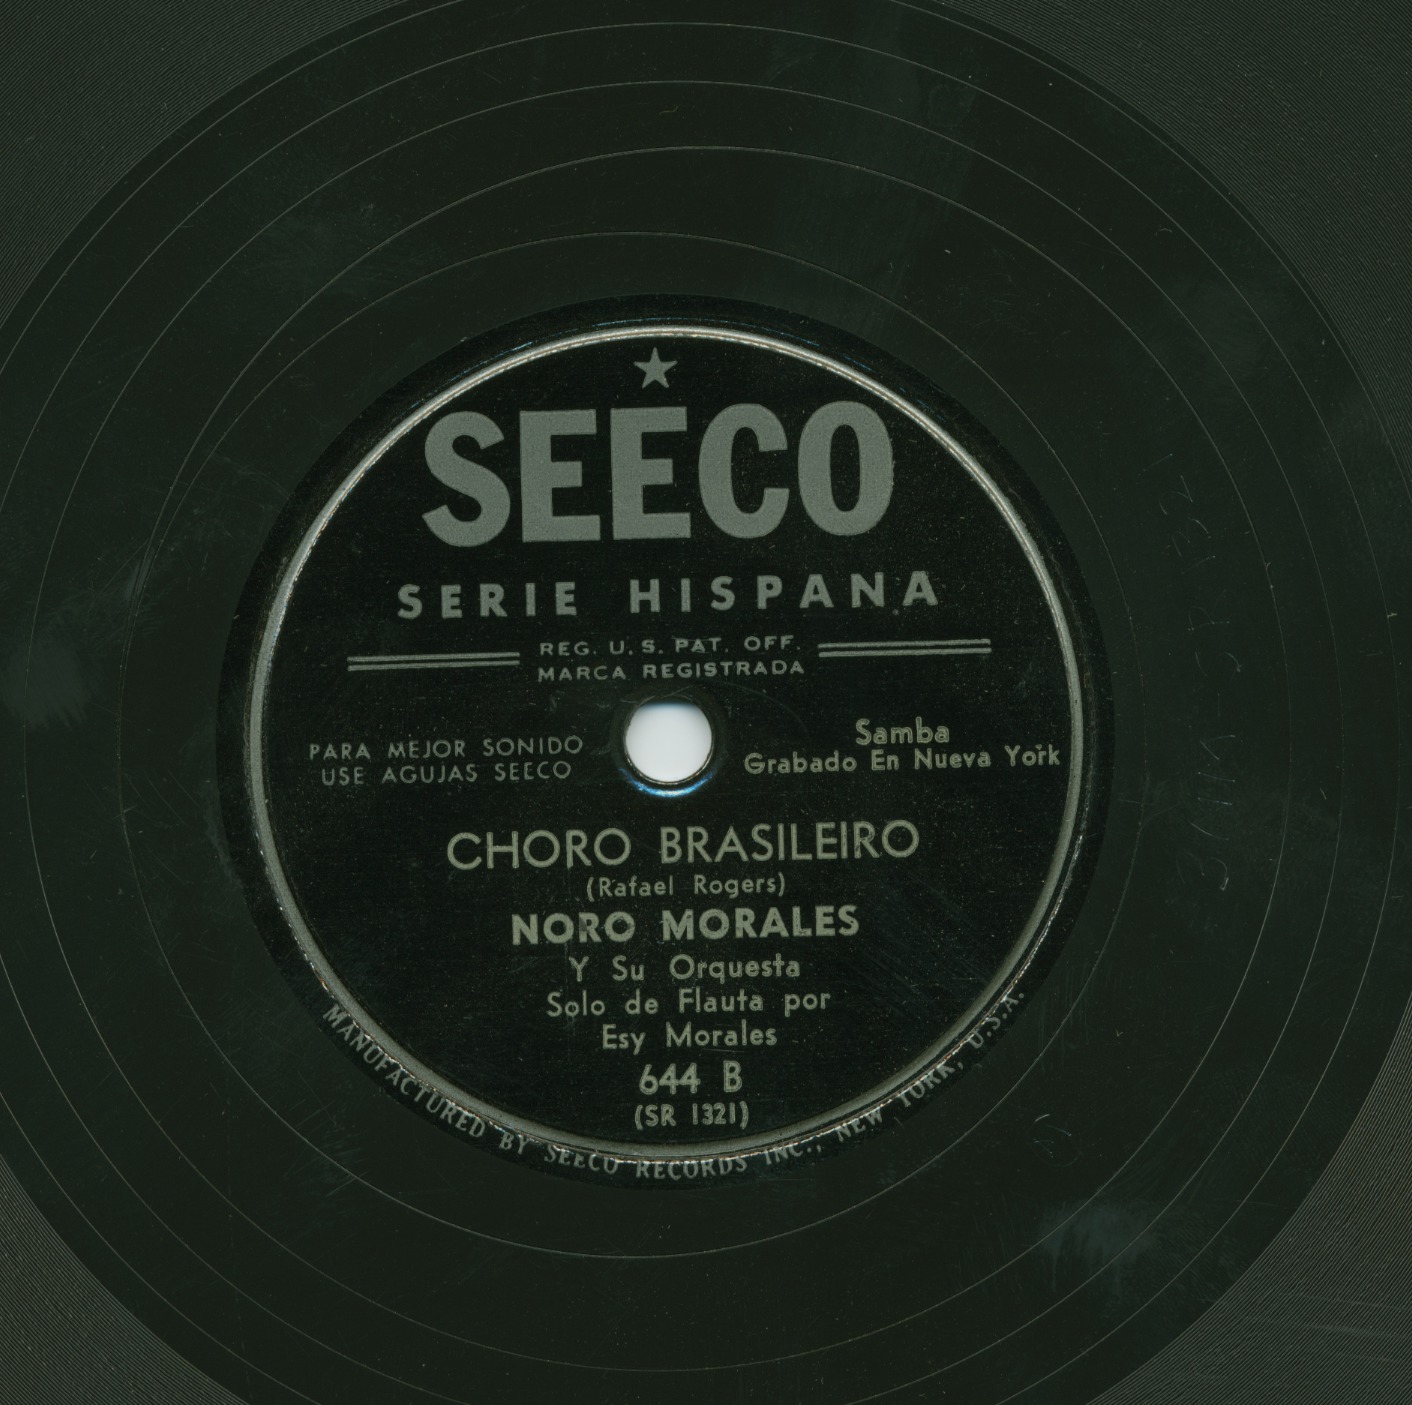 SEECO
SERIE HISPANA
REG. U. S. PAT. OFF.
MARCA REGISTRADA
PARA MEJOR SONIDO
USE AGUJAS SEECO
Samba
Grabado En Nueva York
CHORO BRASILEIRO
(Rafael Rogers)
NORO MORALES
Y Su Orquesta
Solo de Flauta por
Esy Morales
644 B
(SR 1321)
MANUFACTURED BY SEECO RECORDS INC., NEW YORK, U.S.A.